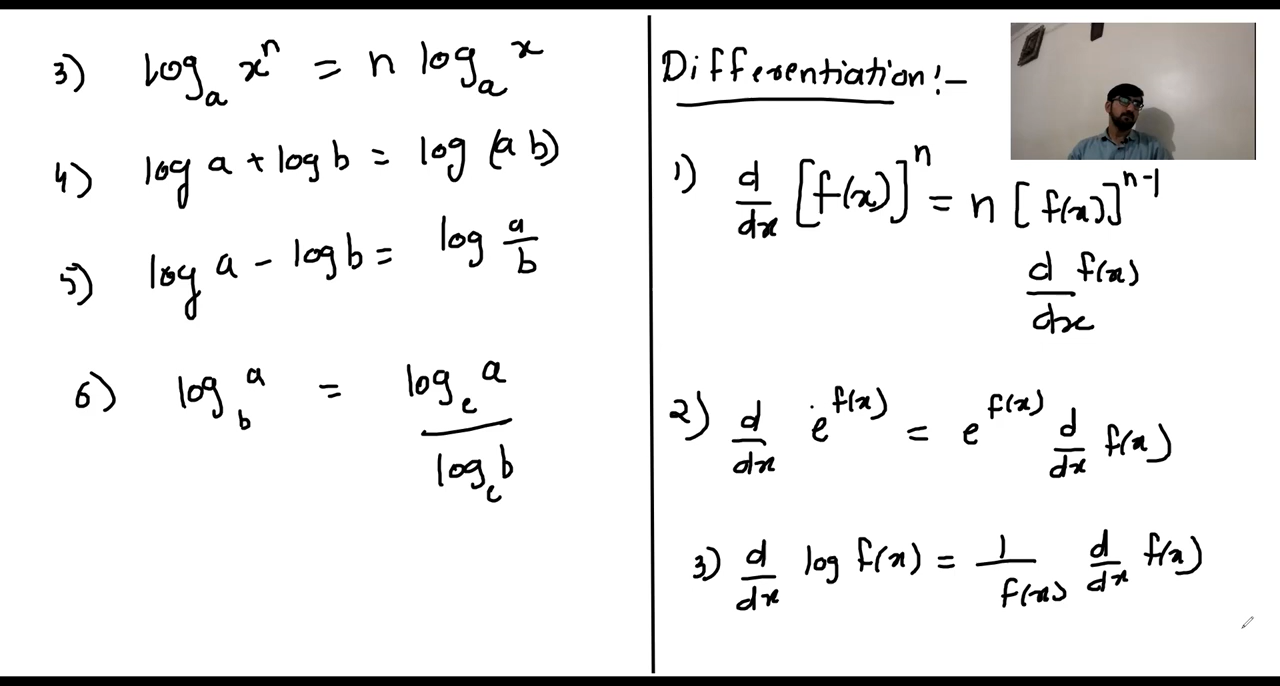 3) log_a x^n = n log_a x
4) log a + log b = log (ab)
5) log a - log b = log a/b
6) log_b a = log_e a / log_e b
Differentiation :-
1) d/dx [f(x)]^n = n [f(x)]^{n-1}
d/dx f(x)
2) d/dx e^{f(x)} = e^{f(x)} d/dx f(x)
3) d/dx log f(x) = 1/f(x) d/dx f(x)